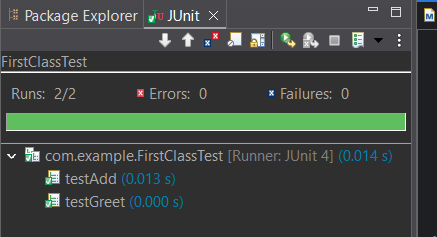 Package Explorer JUnit
FirstClassTest
Runs: 2/2 Errors: 0 Failures: 0
com.example.FirstClassTest [Runner: JUnit 4] (0.014 s)
testAdd (0.013 s)
testGreet (0.000 s)